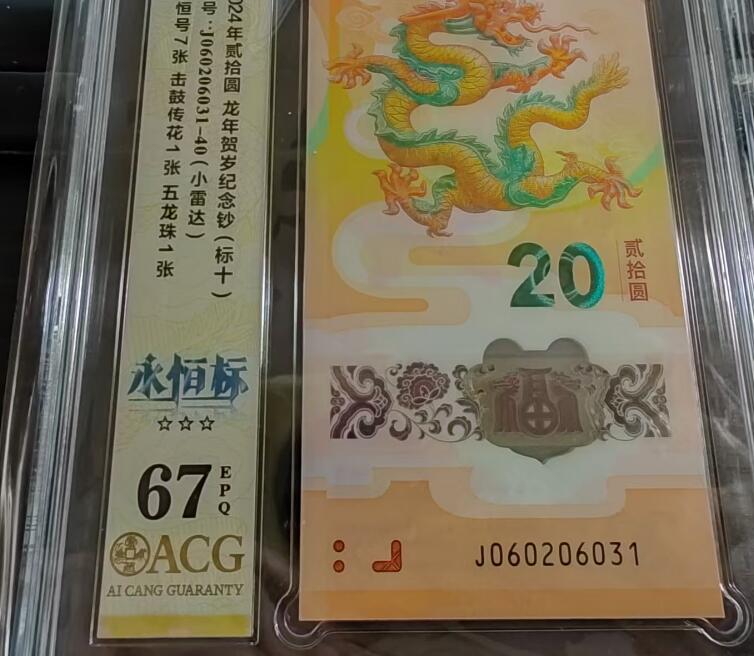 2024年贰拾圆 龙年贺岁纪念钞(标十)
号:J060206031-40(小雷达)
恒号7张 击鼓传花1张 五龙珠1张
永恒标
☆☆☆
67
EPQ
ACG
AI CANG GUARANTY
20
贰拾圆
福
J060206031